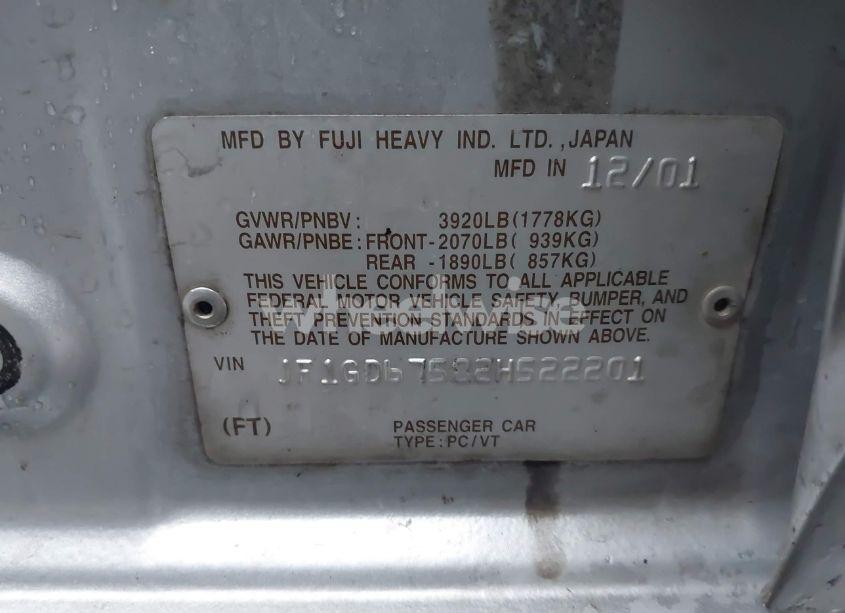 MFD BY FUJI HEAVY IND. LTD.,JAPAN
MFD IN 12/01
GVWR/PNBV: 3920LB(1778KG)
GAWR/PNBE:FRONT-2070LB( 939KG)
REAR -1890LB( 857KG)
THIS VEHICLE CONFORMS TO ALL APPLICABLE
FEDERAL MOTOR VEHICLE SAFETY, BUMPER, AND
THEFT PREVENTION STANDARDS IN EFFECT ON
THE DATE OF MANUFACTURE SHOWN ABOVE.
VIN
(FT)
PASSENGER CAR
TYPE:PC/VT